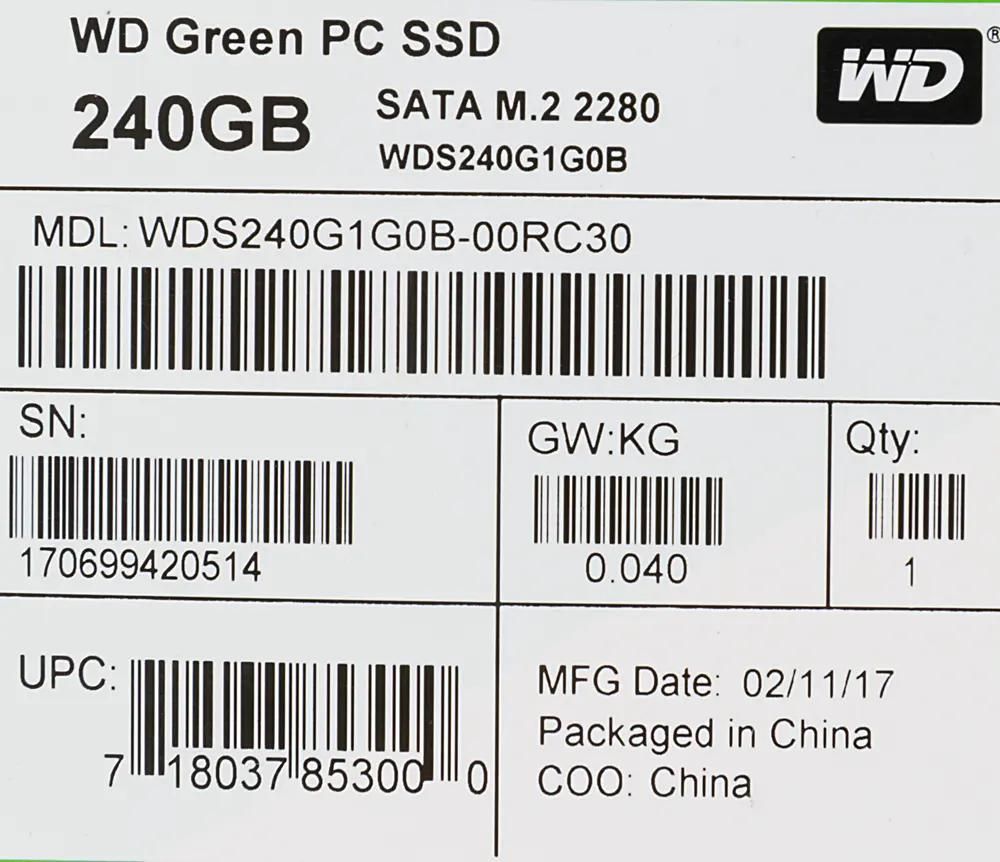 WD Green PC SSD
240GB
SATA M.2 2280
WDS240G1G0B
WD®
MDL: WDS240G1G0B-00RC30
SN:
170699420514
GW:KG
0.040
Qty:
1
UPC:
7 18037 85300 0
MFG Date: 02/11/17
Packaged in China
COO: China